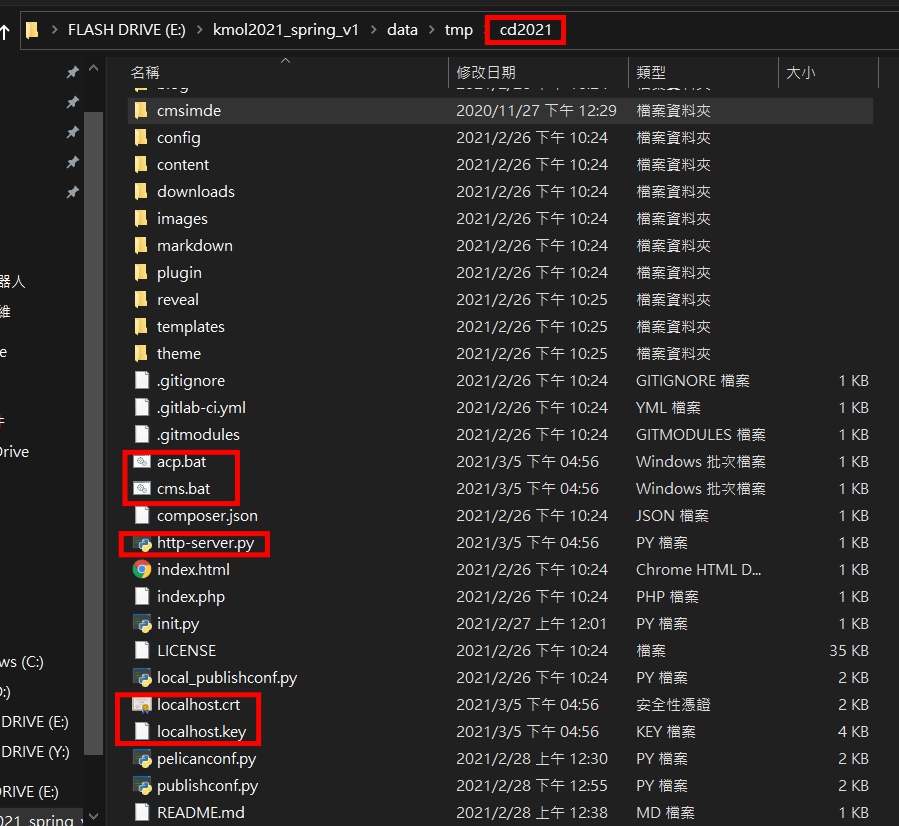 FLASH DRIVE (E:) > kmol2021_spring_v1 > data > tmp cd2021
名稱 修改日期 類型 大小
cmsimde 2020/11/27 下午 12:29 檔案資料夾
config 2021/2/26 下午 10:24 檔案資料夾
content 2021/2/26 下午 10:24 檔案資料夾
downloads 2021/2/26 下午 10:24 檔案資料夾
images 2021/2/26 下午 10:24 檔案資料夾
markdown 2021/2/26 下午 10:24 檔案資料夾
plugin 2021/2/26 下午 10:24 檔案資料夾
器人
reveal 2021/2/26 下午 10:25 檔案資料夾
維
templates 2021/2/26 下午 10:25 檔案資料夾
theme 2021/2/26 下午 10:25 檔案資料夾
e
.gitignore 2021/2/26 下午 10:24 GITIGNORE 檔案 1 KB
.gitlab-ci.yml 2021/2/26 下午 10:24 YML 檔案 1 KB
.gitmodules 2021/2/26 下午 10:24 GITMODULES 檔案 1 KB
Drive
acp.bat 2021/3/5 下午 04:56 Windows 批次檔案 1 KB
cms.bat 2021/3/5 下午 04:56 Windows 批次檔案 1 KB
composer.json 2021/2/26 下午 10:24 JSON 檔案 1 KB
http-server.py 2021/3/5 下午 04:56 PY 檔案 1 KB
index.html 2021/2/26 下午 10:24 Chrome HTML D... 1 KB
index.php 2021/2/26 下午 10:24 PHP 檔案 1 KB
init.py 2021/2/27 上午 12:01 PY 檔案 1 KB
LICENSE 2021/2/26 下午 10:24 檔案 35 KB
ws (C:)
local_publishconf.py 2021/2/26 下午 10:24 PY 檔案 2 KB
D:)
localhost.crt 2021/3/5 下午 04:56 安全性憑證 2 KB
DRIVE (E:)
localhost.key 2021/3/5 下午 04:56 KEY 檔案 4 KB
DRIVE (Y:)
pelicanconf.py 2021/2/28 上午 12:30 PY 檔案 2 KB
publishconf.py 2021/2/28 下午 12:55 PY 檔案 2 KB
DRIVE (E:)
README.md 2021/2/28 上午 12:38 MD 檔案 1 KB
021_spring_v